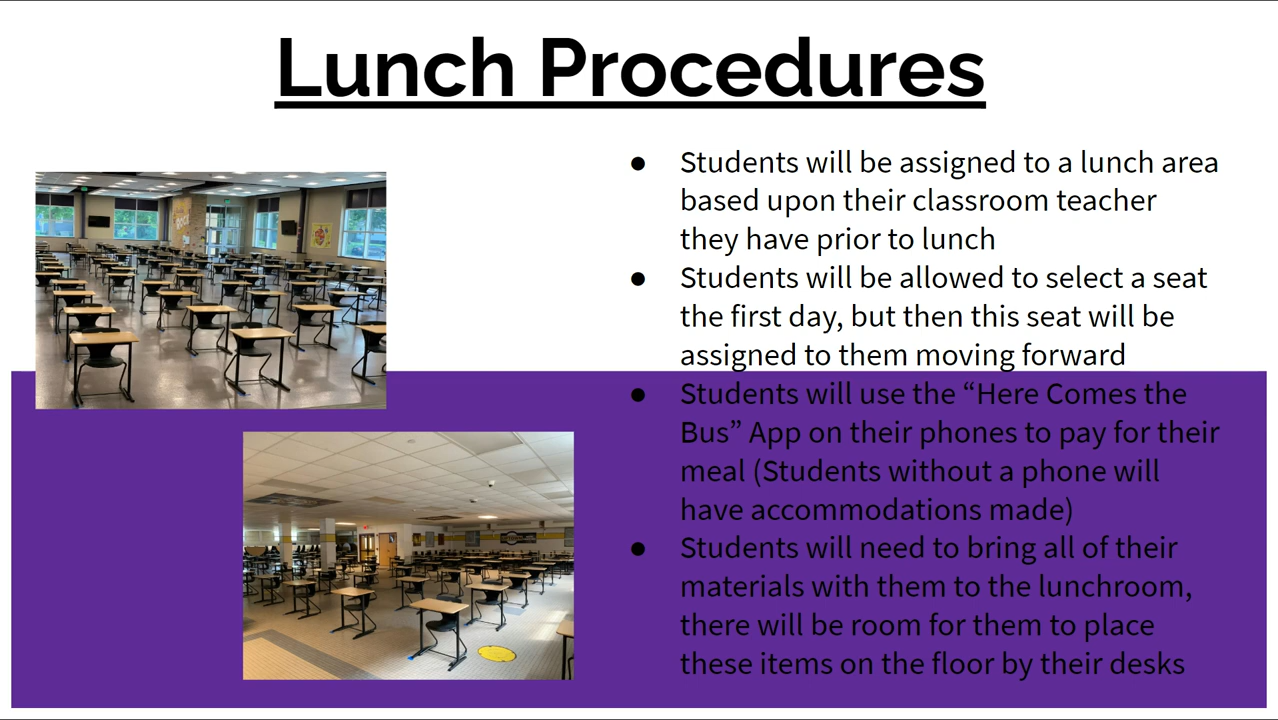 Lunch Procedures
● Students will be assigned to a lunch area
based upon their classroom teacher
they have prior to lunch
● Students will be allowed to select a seat
the first day, but then this seat will be
assigned to them moving forward
● Students will use the “Here Comes the
Bus” App on their phones to pay for their
meal (Students without a phone will
have accommodations made)
● Students will need to bring all of their
materials with them to the lunchroom,
there will be room for them to place
these items on the floor by their desks